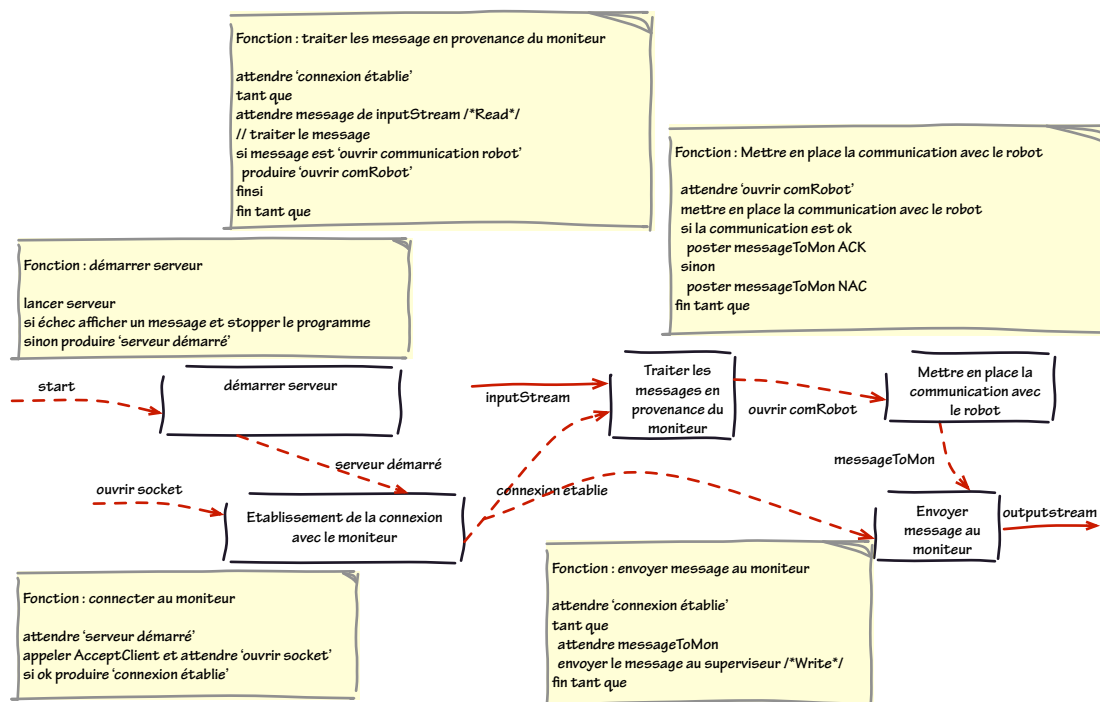 Fonction : traiter les message en provenance du moniteur
attendre ‘connexion établie’
tant que
attendre message de inputStream /*Read*/
// traiter le message
si message est ‘ouvrir communication robot’
produire ‘ouvrir comRobot’
finsi
fin tant que
Fonction : Mettre en place la communication avec le robot
attendre ‘ouvrir comRobot’
mettre en place la communication avec le robot
si la communication est ok
poster messageToMon ACK
sinon
poster messageToMon NAC
fin tant que
Fonction : démarrer serveur
lancer serveur
si échec afficher un message et stopper le programme
sinon produire ‘serveur démarré’
start
démarrer serveur
inputStream
Traiter les
messages en
provenance du
moniteur
ouvrir comRobot
Mettre en place la
communication avec
le robot
serveur démarré
messageToMon
ouvrir socket
Etablissement de la connexion
avec le moniteur
connexion établie
Envoyer
message au
moniteur
outputstream
Fonction : connecter au moniteur
attendre ‘serveur démarré’
appeler AcceptClient et attendre ‘ouvrir socket’
si ok produire ‘connexion établie’
Fonction : envoyer message au moniteur
attendre ‘connexion établie’
tant que
attendre messageToMon
envoyer le message au superviseur /*Write*/
fin tant que